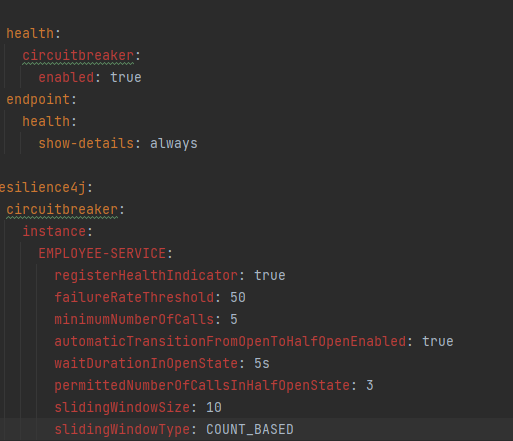 health:
circuitbreaker:
enabled: true
endpoint:
health:
show-details: always
esilience4j:
circuitbreaker:
instance:
EMPLOYEE-SERVICE:
registerHealthIndicator: true
failureRateThreshold: 50
minimumNumberOfCalls: 5
automaticTransitionFromOpenToHalfOpenEnabled: true
waitDurationInOpenState: 5s
permittedNumberOfCallsInHalfOpenState: 3
slidingWindowSize: 10
slidingWindowType: COUNT_BASED